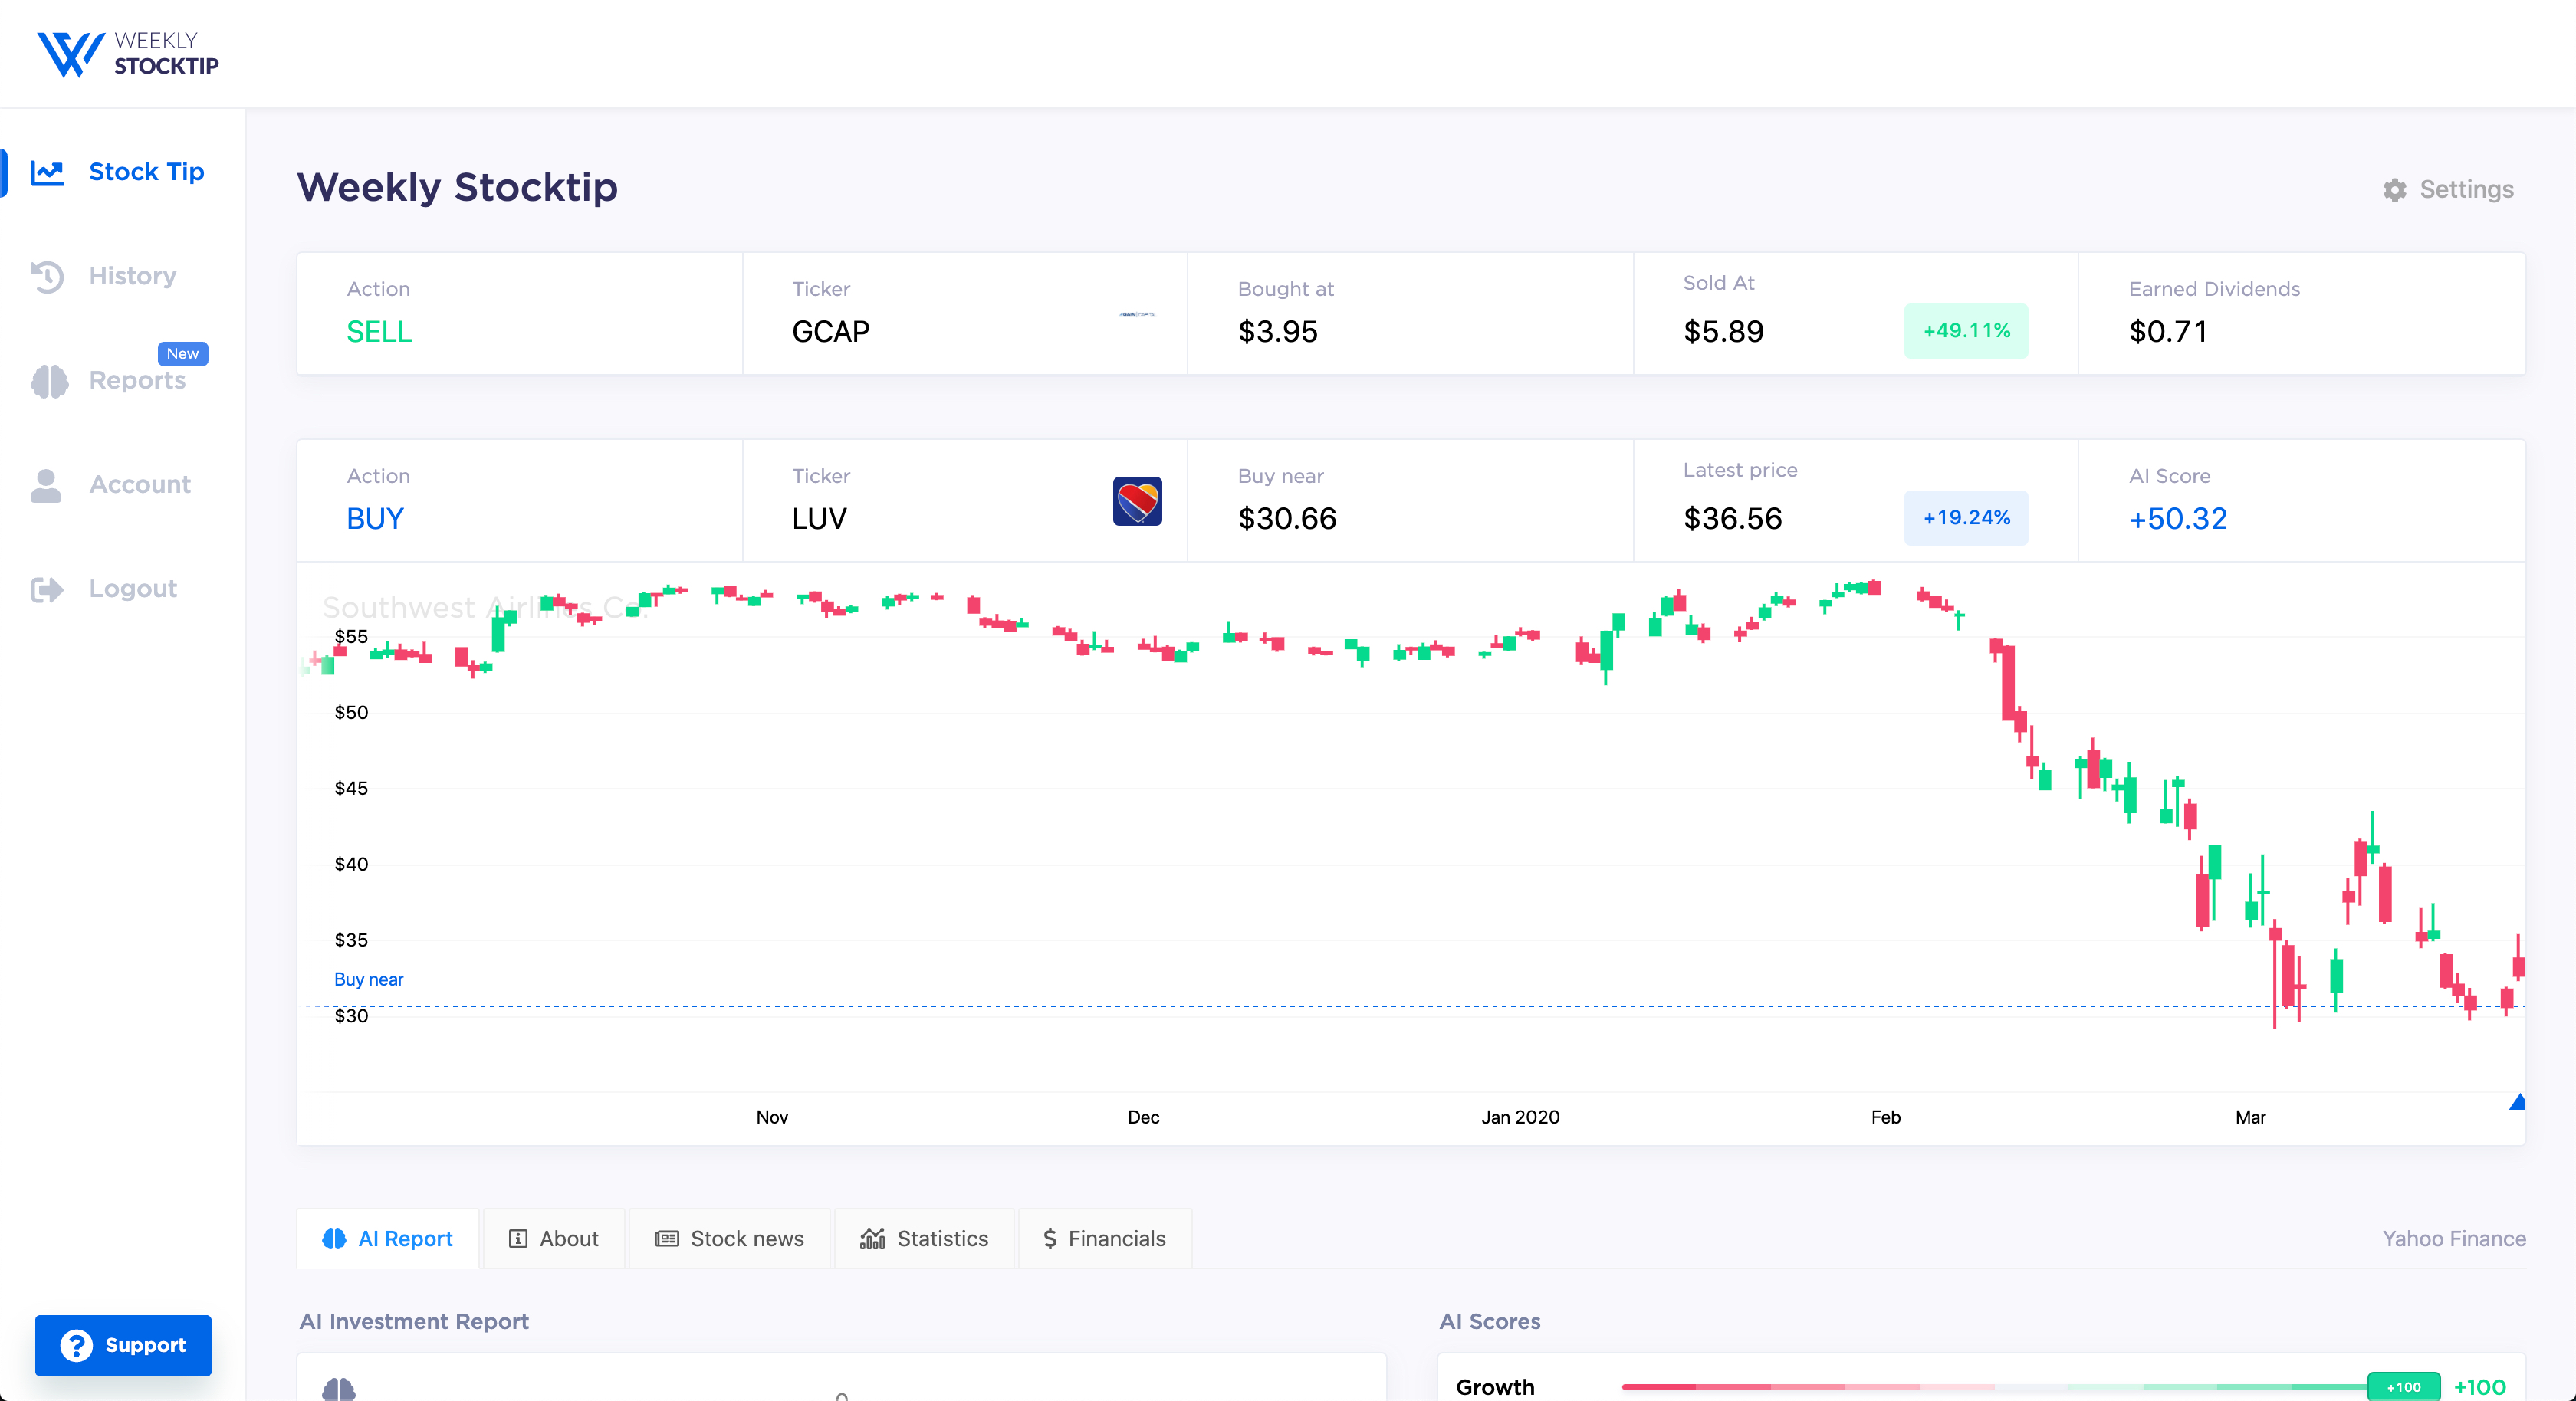 WEEKLY
STOCKTIP
Stock Tip
History
New
Reports
Account
Logout
Support
Weekly Stocktip
Settings
Action
SELL
Ticker
GCAP
Bought at
$3.95
Sold At
$5.89
+49.11%
Earned Dividends
$0.71
Action
BUY
Ticker
LUV
Buy near
$30.66
Latest price
$36.56
+19.24%
AI Score
+50.32
Southwest Airlines Co.
$55
$50
$45
$40
$35
Buy near
$30
Nov
Dec
Jan 2020
Feb
Mar
AI Report
About
Stock news
Statistics
$ Financials
Yahoo Finance
AI Investment Report
AI Scores
Growth
+100
+100